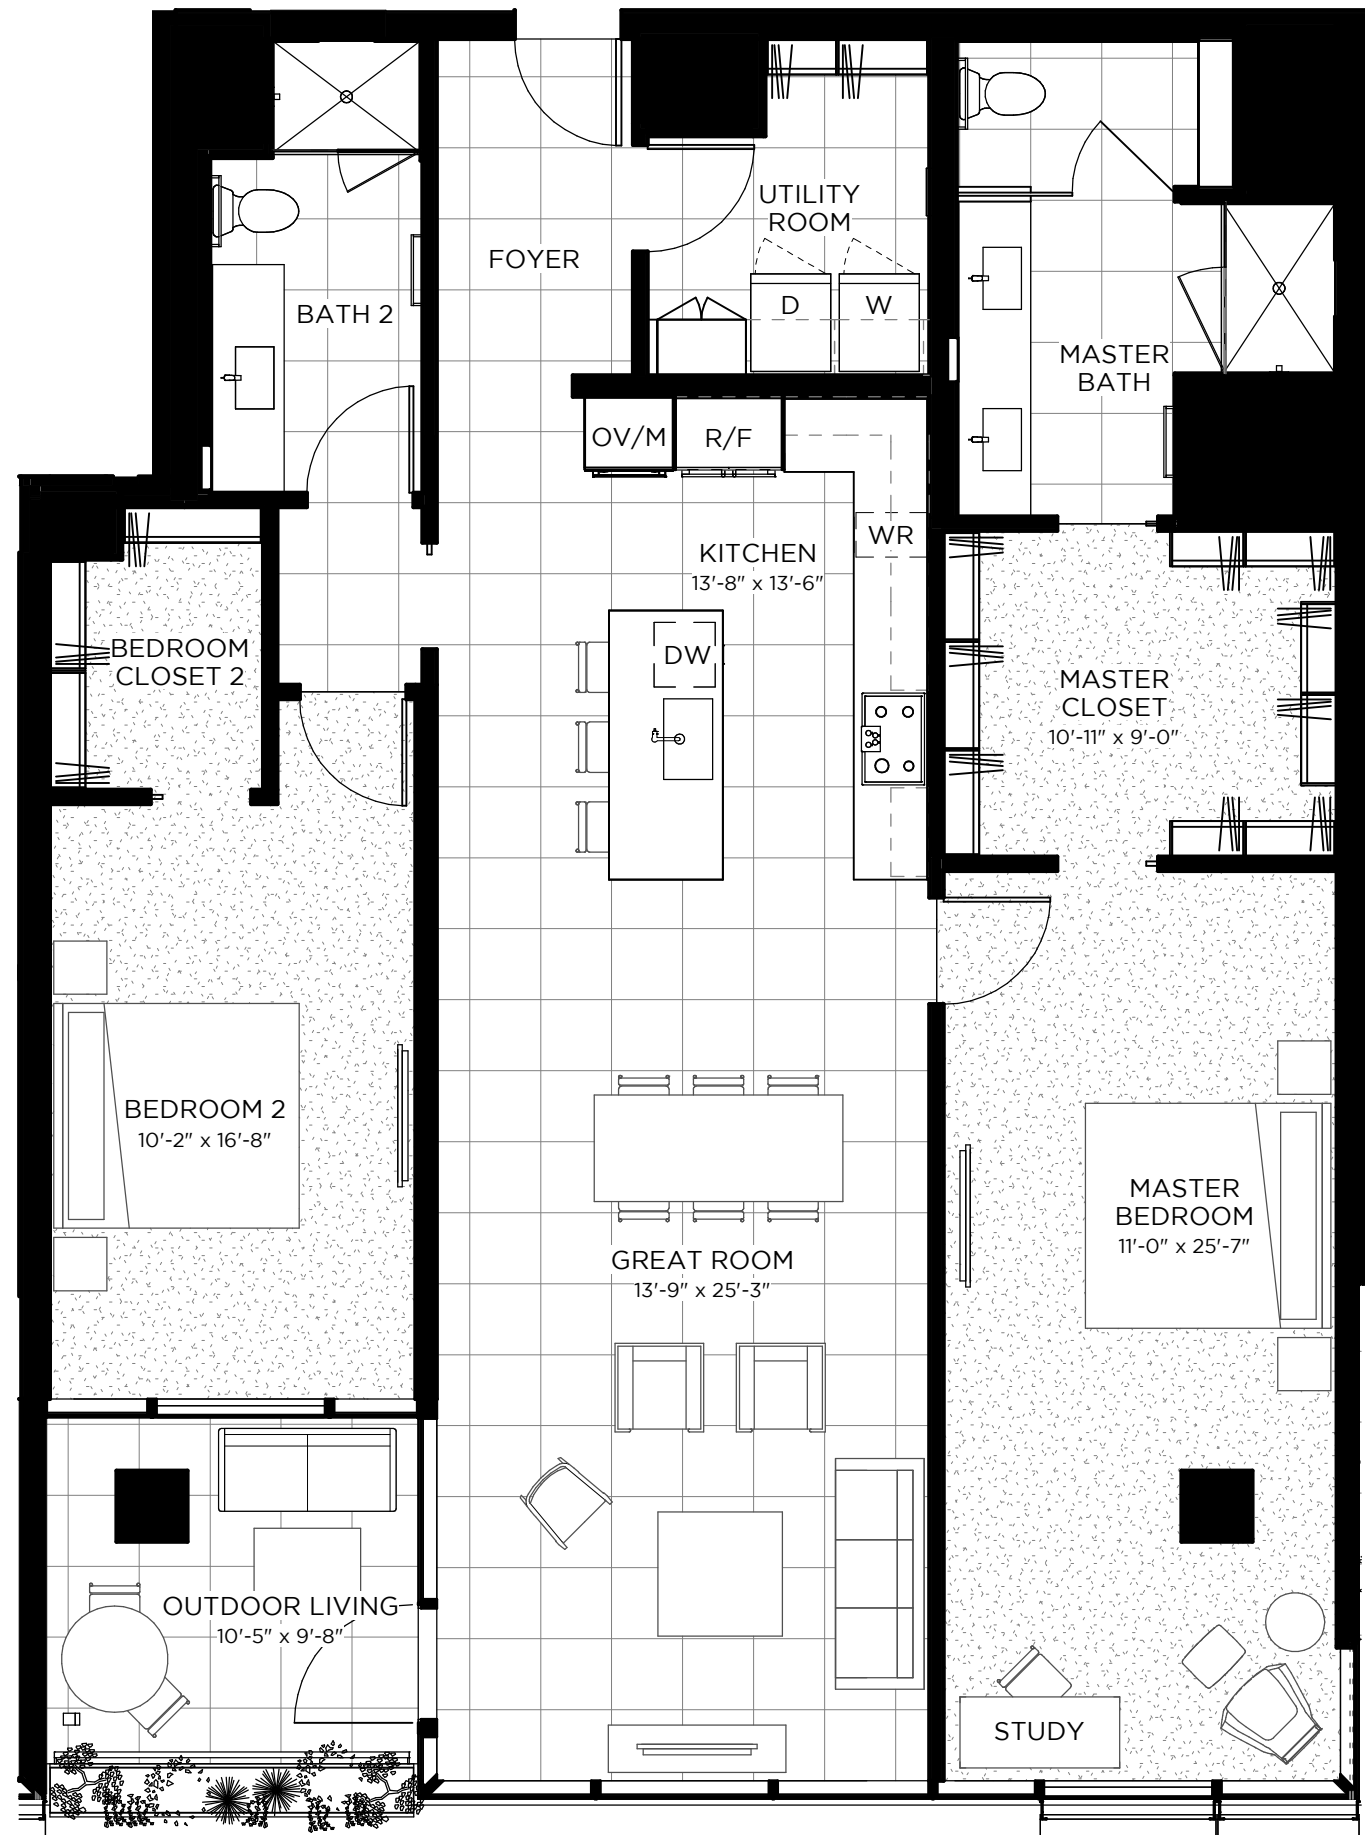 UTILITY
ROOM
FOYER
BATH 2
D
W
MASTER
BATH
OV/M
R/F
WR
KITCHEN
13'-8" x 13'-6"
DW
BEDROOM
CLOSET 2
MASTER
CLOSET
10'-11" x 9'-0"
BEDROOM 2
10'-2" x 16'-8"
MASTER
BEDROOM
11'-0" x 25'-7"
GREAT ROOM
13'-9" x 25'-3"
OUTDOOR LIVING
10'-5" x 9'-8"
STUDY